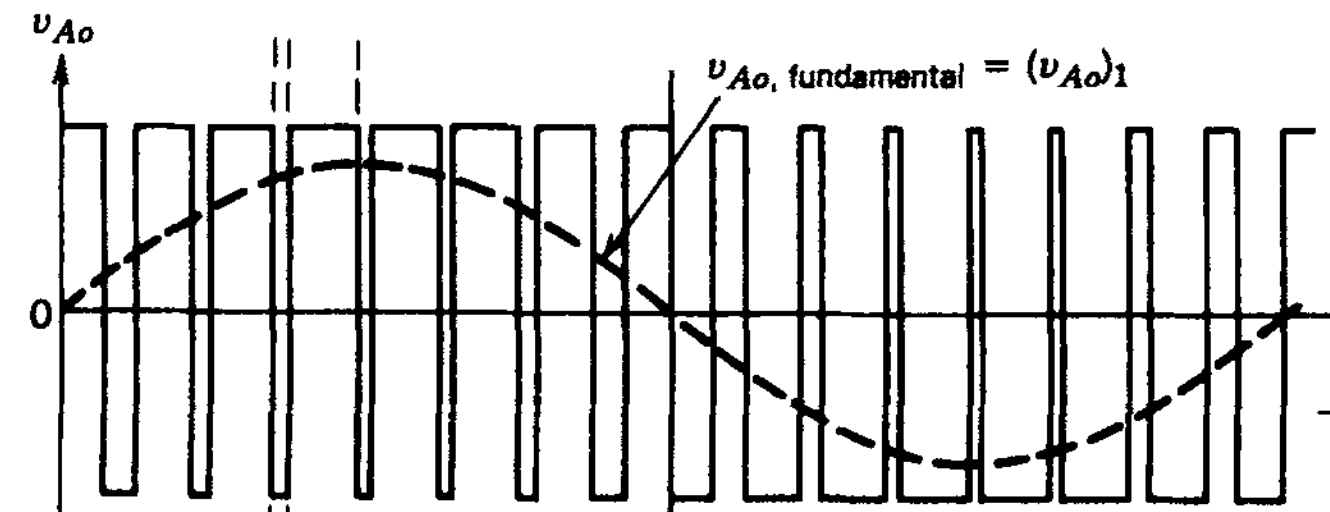 v_Ao
v_Ao, fundamental = (v_Ao)_1
0